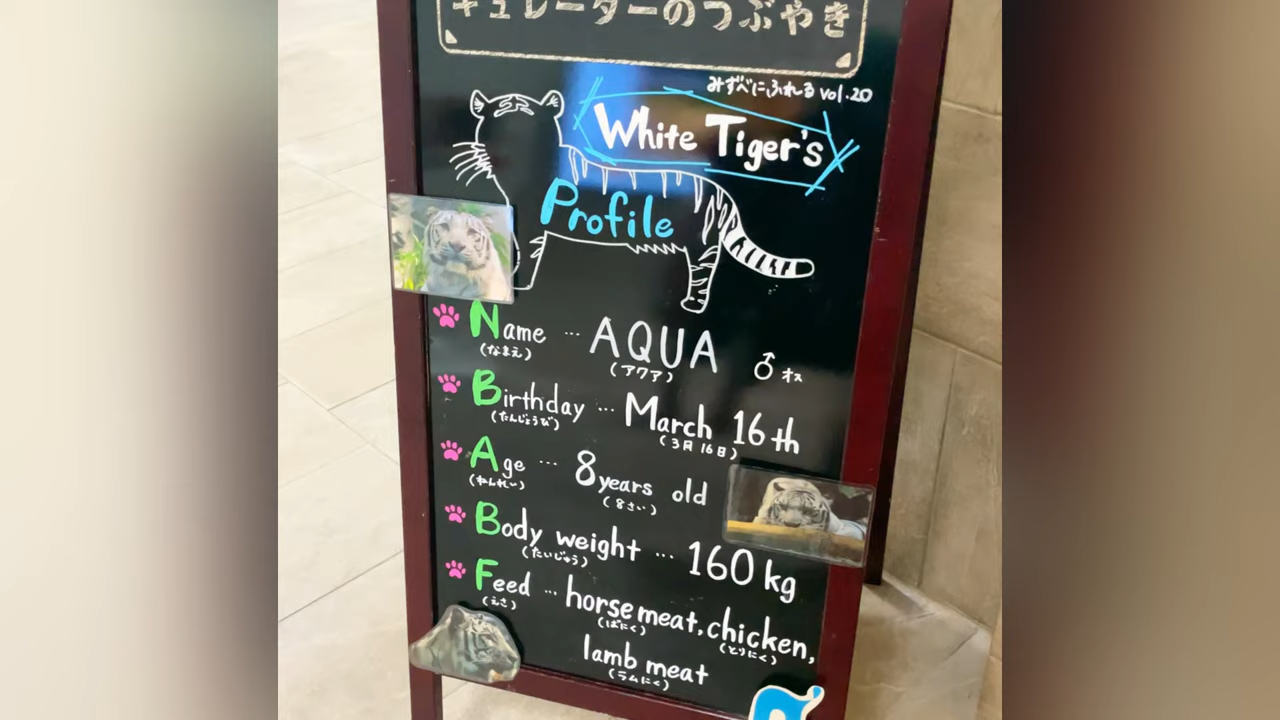 キュレーターのつぶやき
みずべにふれる vol.20
White Tiger's
Profile
Name … AQUA ♂ オス
(なまえ) (アクア)
Birthday … March 16th
(たんじょうび) (3月16日)
Age … 8years old
(ねんれい) (8さい)
Body weight … 160kg
(たいじゅう)
Feed … horse meat, chicken,
(えさ) (ばにく) (とりにく)
lamb meat
(ラムにく)